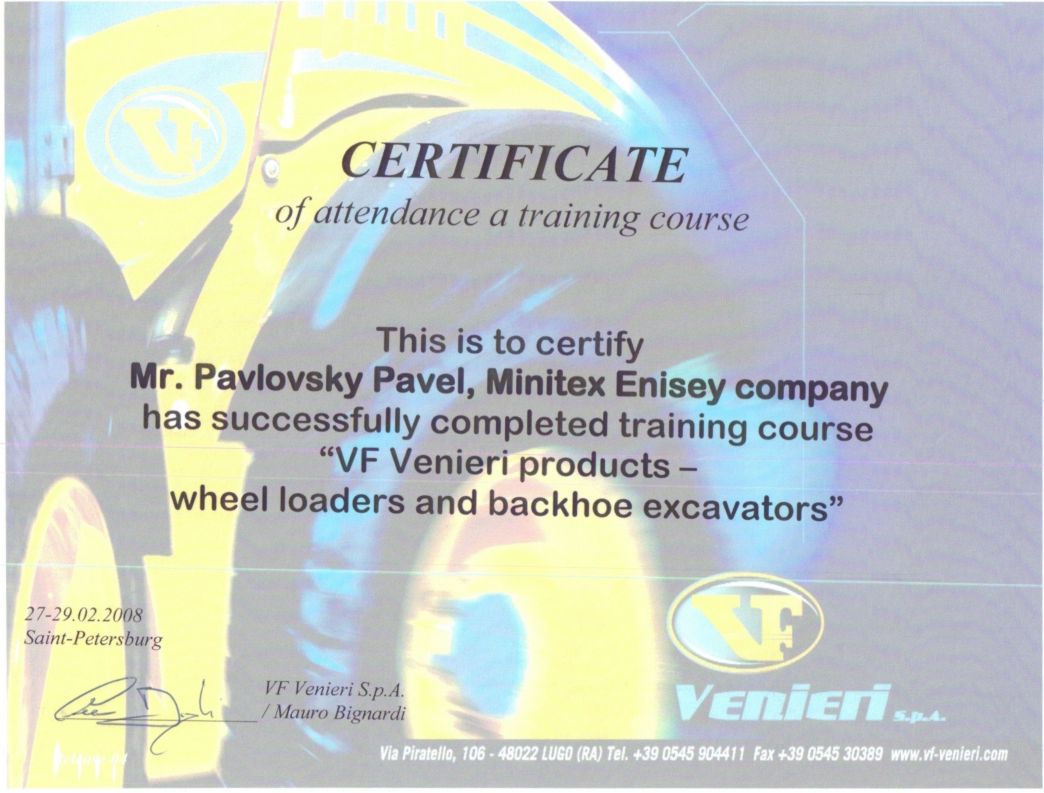 VF
CERTIFICATE
of attendance a training course
This is to certify
Mr. Pavlovsky Pavel, Minitex Enisey company
has successfully completed training course
“VF Venieri products –
wheel loaders and backhoe excavators”
27-29.02.2008
Saint-Petersburg
VF Venieri S.p.A.
/ Mauro Bignardi
VF
VENIERI S.p.A.
Via Piratello, 106 - 48022 LUGO (RA) Tel. +39 0545 904411 Fax +39 0545 30389 www.vf-venieri.com